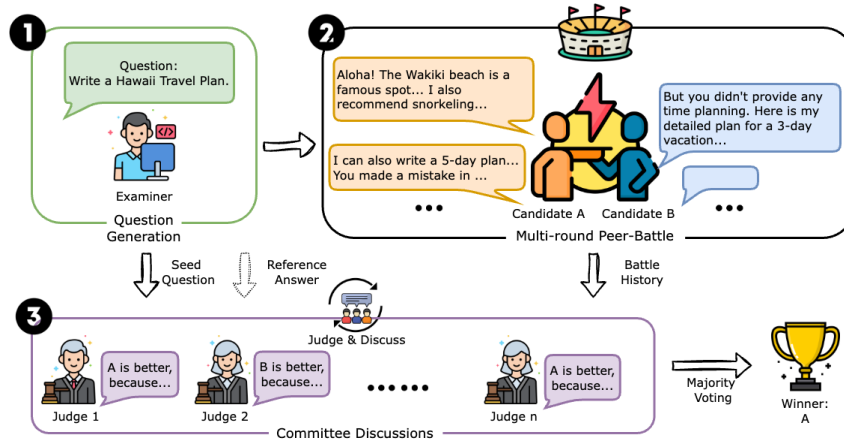 1
Question:
Write a Hawaii Travel Plan.
</>
Examiner
Question
Generation
2
Aloha! The Wakiki beach is a
famous spot... I also
recommend snorkeling...
But you didn't provide any
time planning. Here is my
detailed plan for a 3-day
vacation...
I can also write a 5-day plan...
You made a mistake in ...
Candidate A
Candidate B
Multi-round Peer-Battle
Seed
Question
Reference
Answer
Battle
History
3
Judge & Discuss
A is better,
because...
Judge 1
B is better,
because...
Judge 2
A is better,
because...
Judge n
Committee Discussions
Majority
Voting
Winner:
A